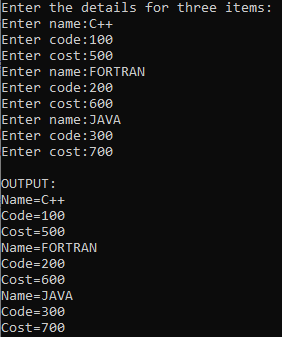 Enter the details for three items:
Enter name:C++
Enter code:100
Enter cost:500
Enter name:FORTRAN
Enter code:200
Enter cost:600
Enter name:JAVA
Enter code:300
Enter cost:700
OUTPUT:
Name=C++
Code=100
Cost=500
Name=FORTRAN
Code=200
Cost=600
Name=JAVA
Code=300
Cost=700